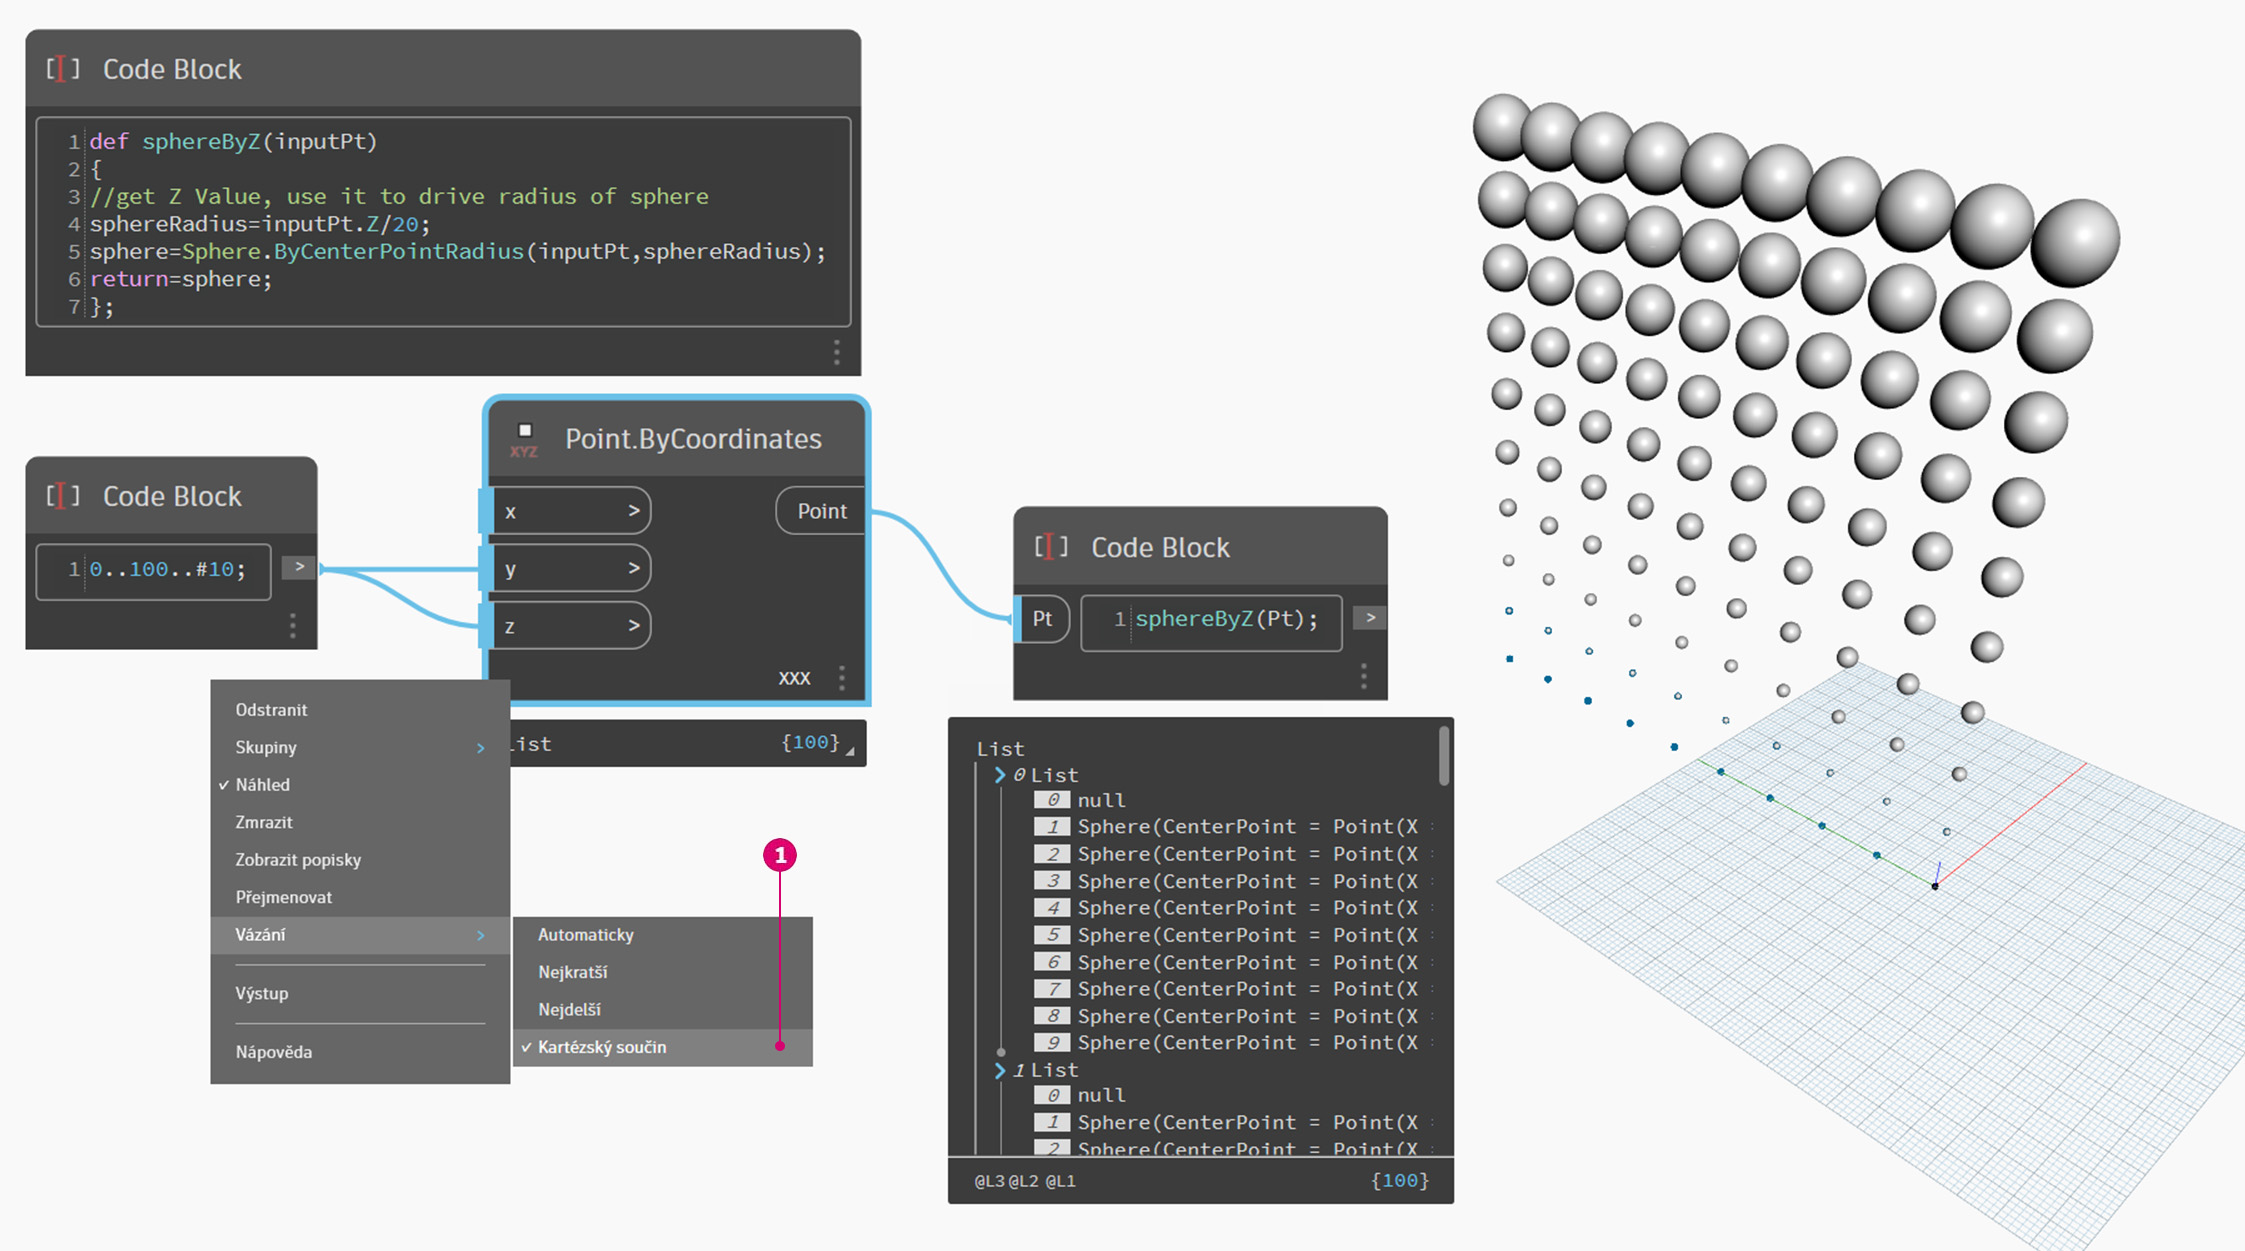 Code Block
1 def sphereByZ(inputPt)
2 {
3 //get Z Value, use it to drive radius of sphere
4 sphereRadius=inputPt.Z/20;
5 sphere=Sphere.ByCenterPointRadius(inputPt,sphereRadius);
6 return=sphere;
7 };
Code Block
1 0..100..#10; >
XYZ Point.ByCoordinates
x > Point
y >
z >
XXX
List {100}
Code Block
Pt 1 sphereByZ(Pt); >
Odstranit
Skupiny >
✓ Náhled
Zmrazit
Zobrazit popisky
Přejmenovat
Vázání >
Výstup
Nápověda
1
Automaticky
Nejkratší
Nejdelší
✓ Kartézský součin
List
0 List
0 null
1 Sphere(CenterPoint = Point(X :
2 Sphere(CenterPoint = Point(X :
3 Sphere(CenterPoint = Point(X :
4 Sphere(CenterPoint = Point(X :
5 Sphere(CenterPoint = Point(X :
6 Sphere(CenterPoint = Point(X :
7 Sphere(CenterPoint = Point(X :
8 Sphere(CenterPoint = Point(X :
9 Sphere(CenterPoint = Point(X :
1 List
0 null
1 Sphere(CenterPoint = Point(X :
2 Sphere(CenterPoint = Point(X :
@L3 @L2 @L1 {100}